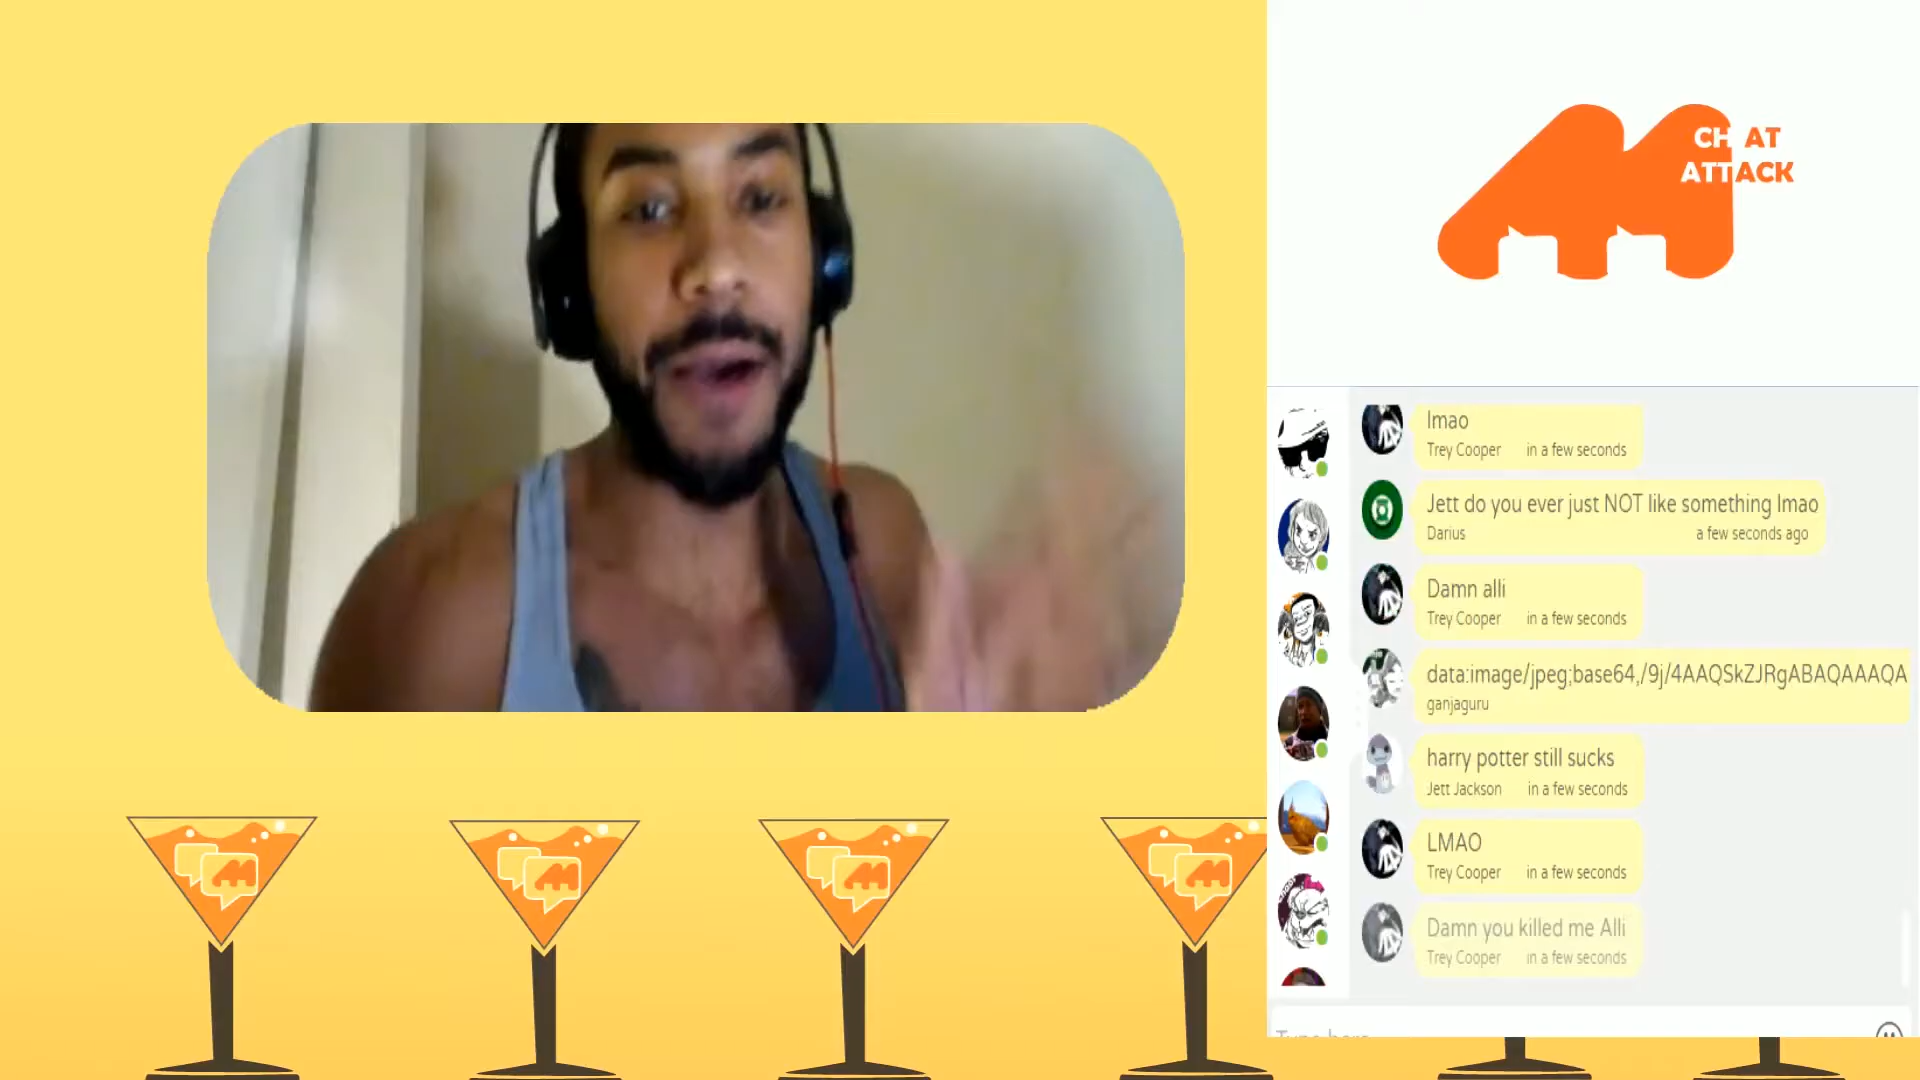 CHAT
ATTACK
lmao
Trey Cooper in a few seconds
Jett do you ever just NOT like something lmao
Darius a few seconds ago
Damn alli
Trey Cooper in a few seconds
data:image/jpeg;base64,/9j/4AAQSkZJRgABAQAAAQA
ganjaguru
harry potter still sucks
Jett Jackson in a few seconds
LMAO
Trey Cooper in a few seconds
Damn you killed me Alli
Trey Cooper in a few seconds